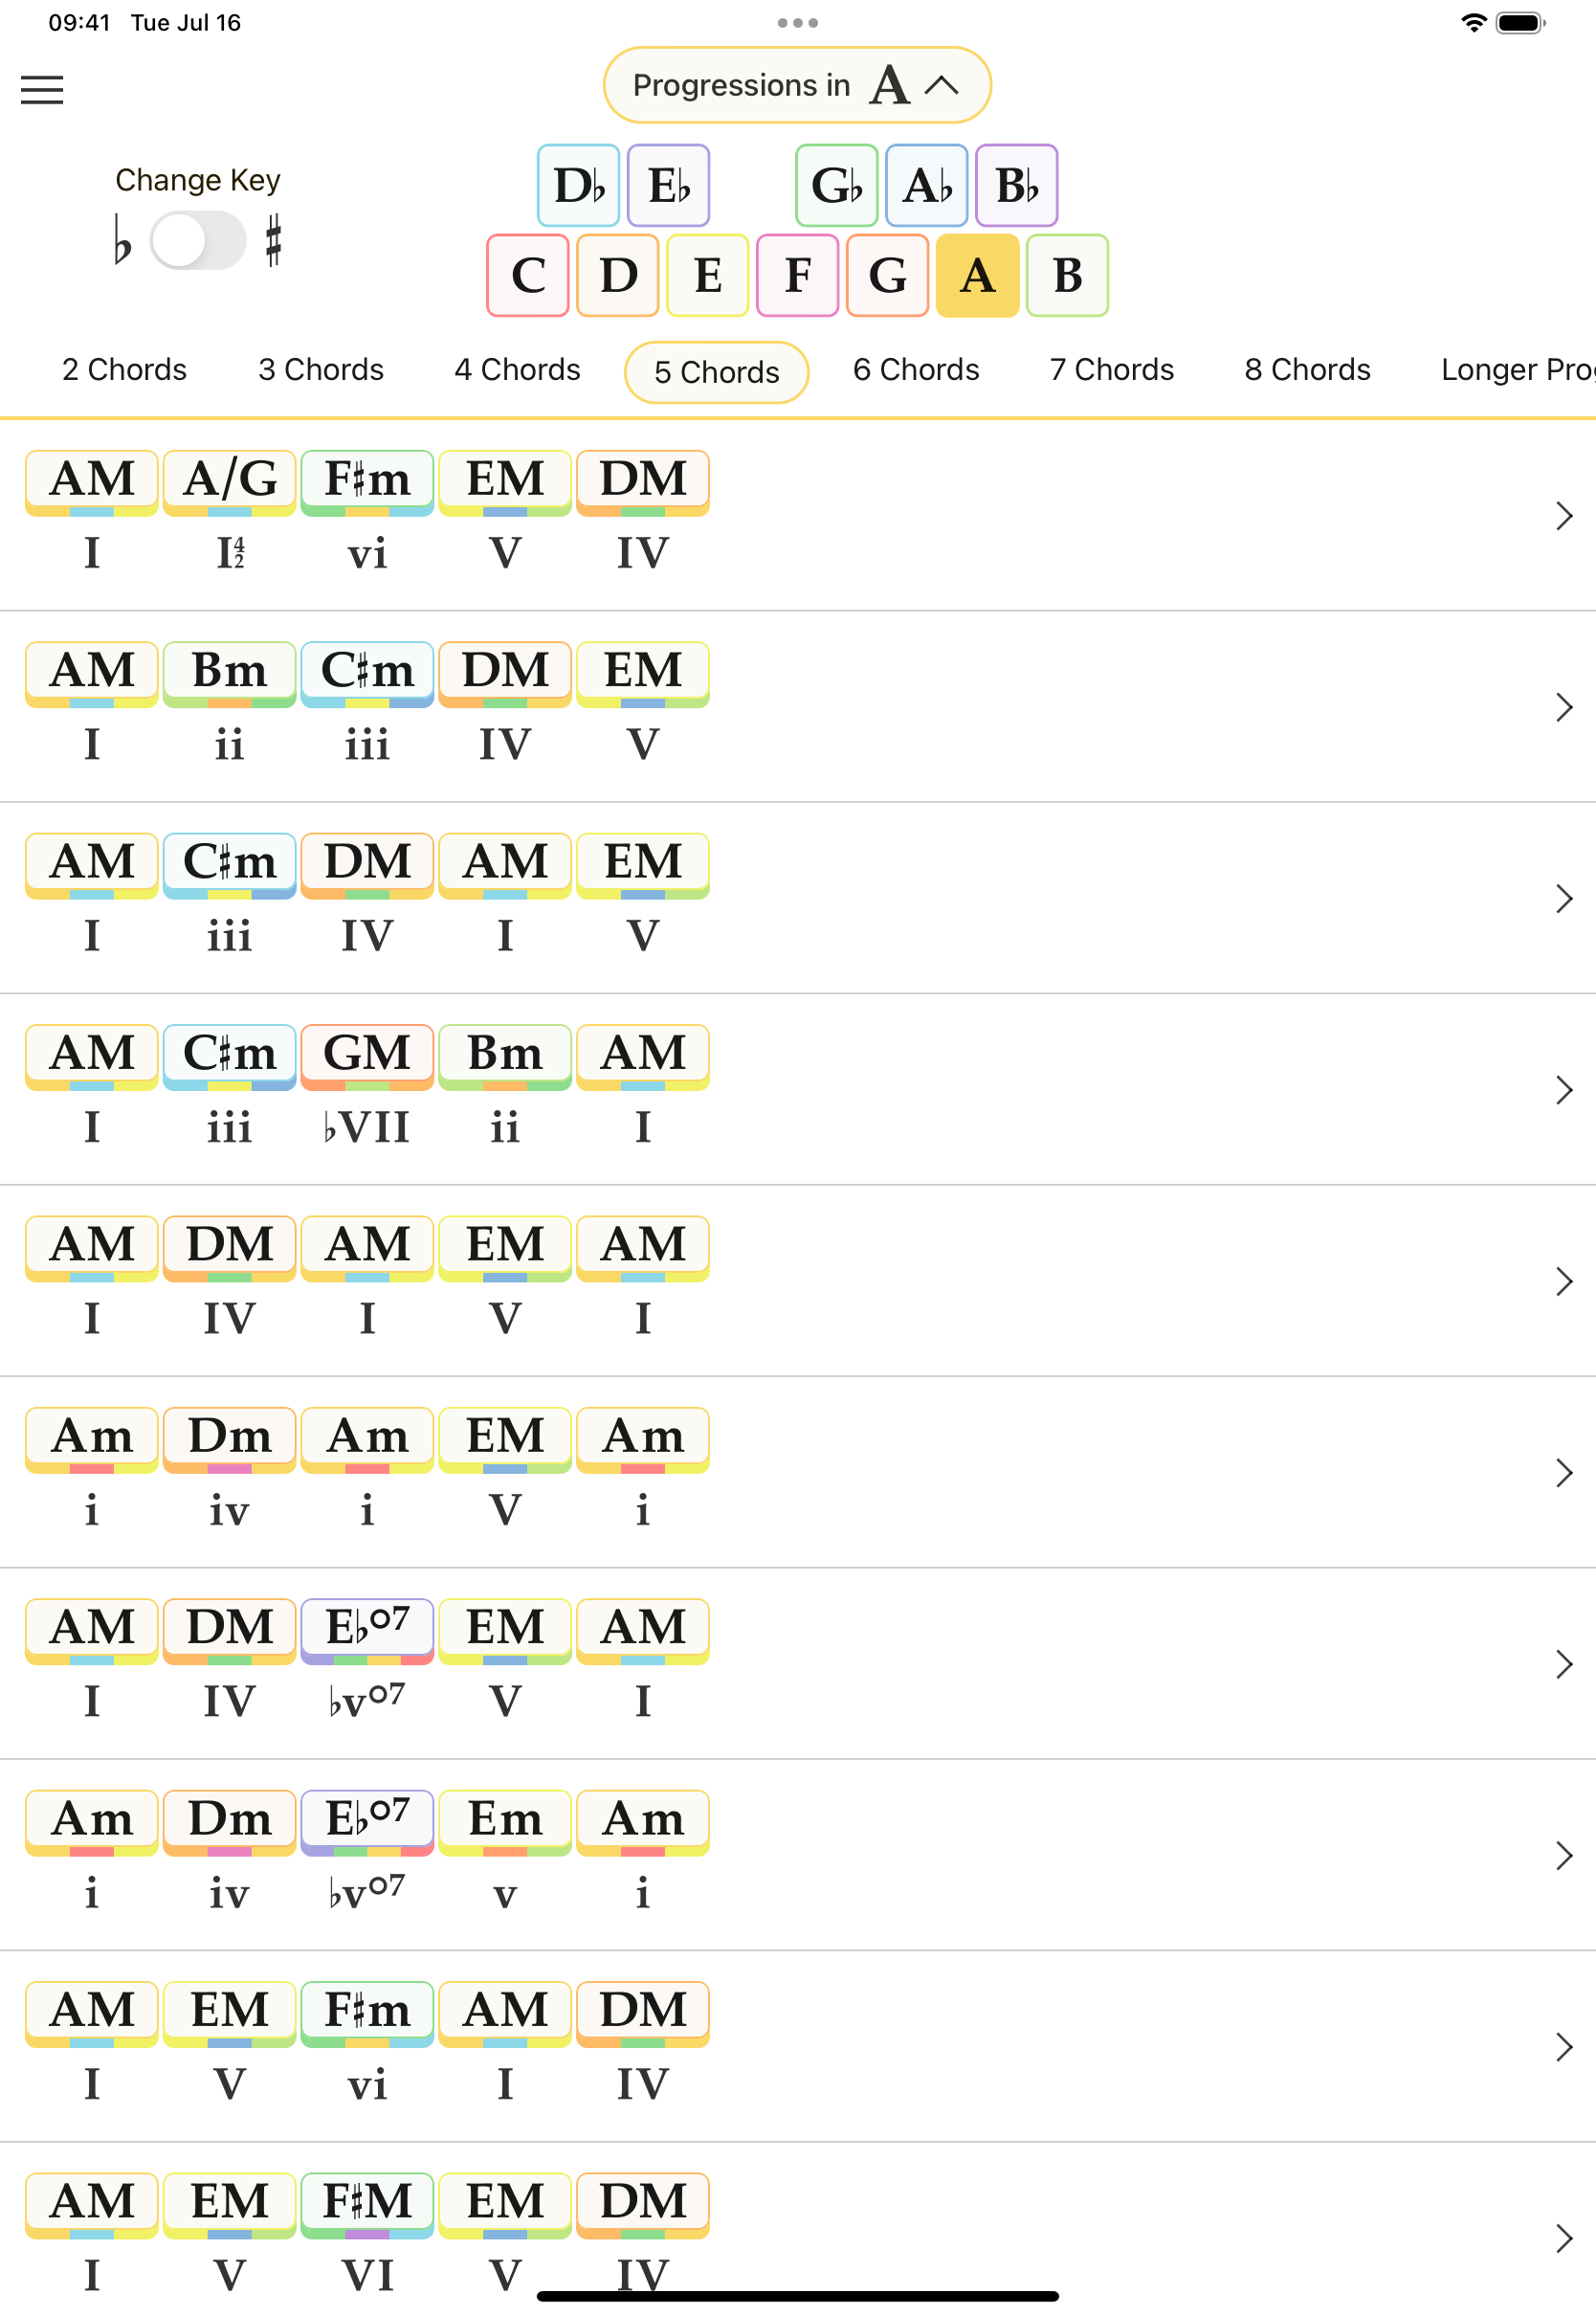 09:41 Tue Jul 16
Progressions in A
Change Key
♭ ♯
D♭ E♭ G♭ A♭ B♭
C D E F G A B
2 Chords 3 Chords 4 Chords 5 Chords 6 Chords 7 Chords 8 Chords Longer Pro
AM A/G F♯m EM DM
I I42 vi V IV
AM Bm C♯m DM EM
I ii iii IV V
AM C♯m DM AM EM
I iii IV I V
AM C♯m GM Bm AM
I iii ♭VII ii I
AM DM AM EM AM
I IV I V I
Am Dm Am EM Am
i iv i V i
AM DM E♭o7 EM AM
I IV ♭vo7 V I
Am Dm E♭o7 Em Am
i iv ♭vo7 v i
AM EM F♯m AM DM
I V vi I IV
AM EM F♯M EM DM
I V VI V IV